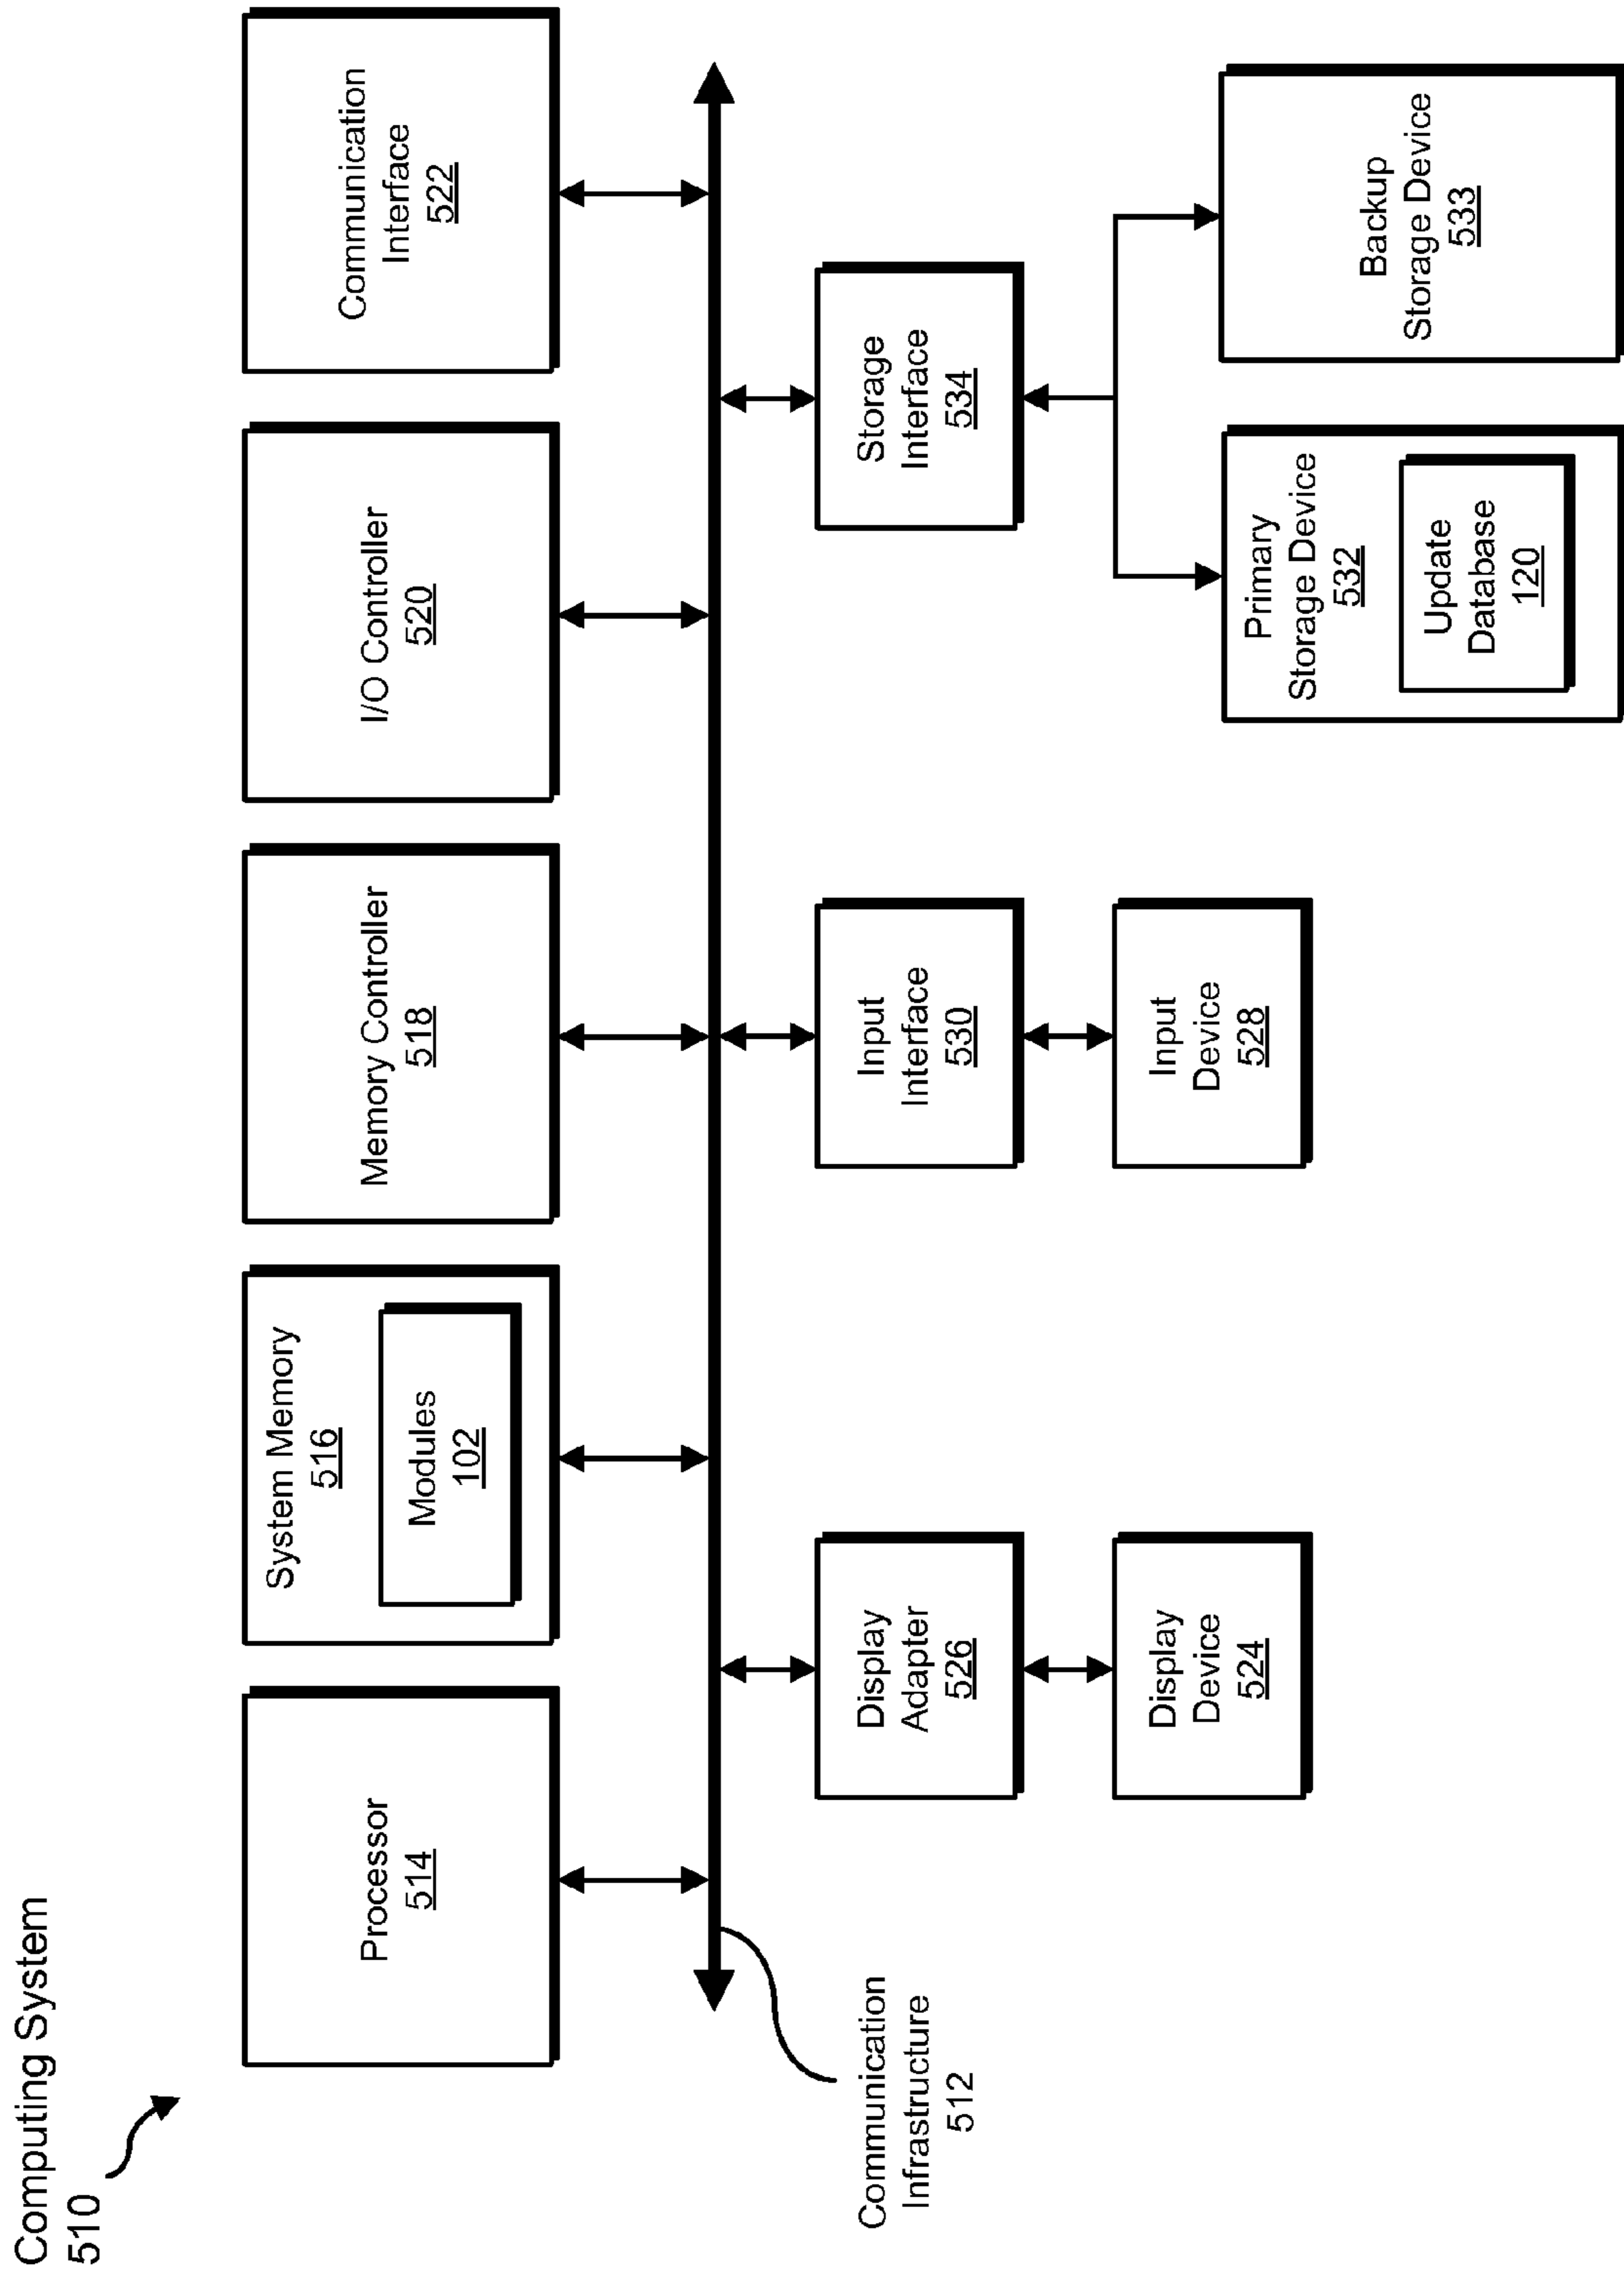 Computing System
510
Processor
514
System Memory
516
Modules
102
Memory Controller
518
I/O Controller
520
Communication
Interface
522
Communication
Infrastructure
512
Display
Adapter
526
Input
Interface
530
Storage
Interface
534
Display
Device
524
Input
Device
528
Primary
Storage Device
532
Update
Database
120
Backup
Storage Device
533